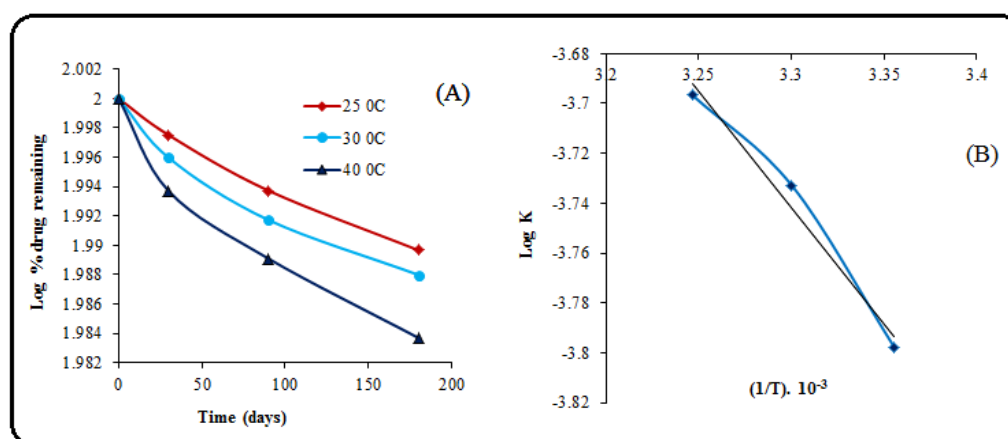 2.002
2
1.998
1.996
1.994
1.992
1.99
1.988
1.986
1.984
1.982
Log % drug remaining
0 50 100 150 200
Time (days)
(A)
25 0C
30 0C
40 0C
-3.68
-3.7
-3.72
-3.74
-3.76
-3.78
-3.8
-3.82
Log K
3.2 3.25 3.3 3.35 3.4
(B)
(1/T). 10-3